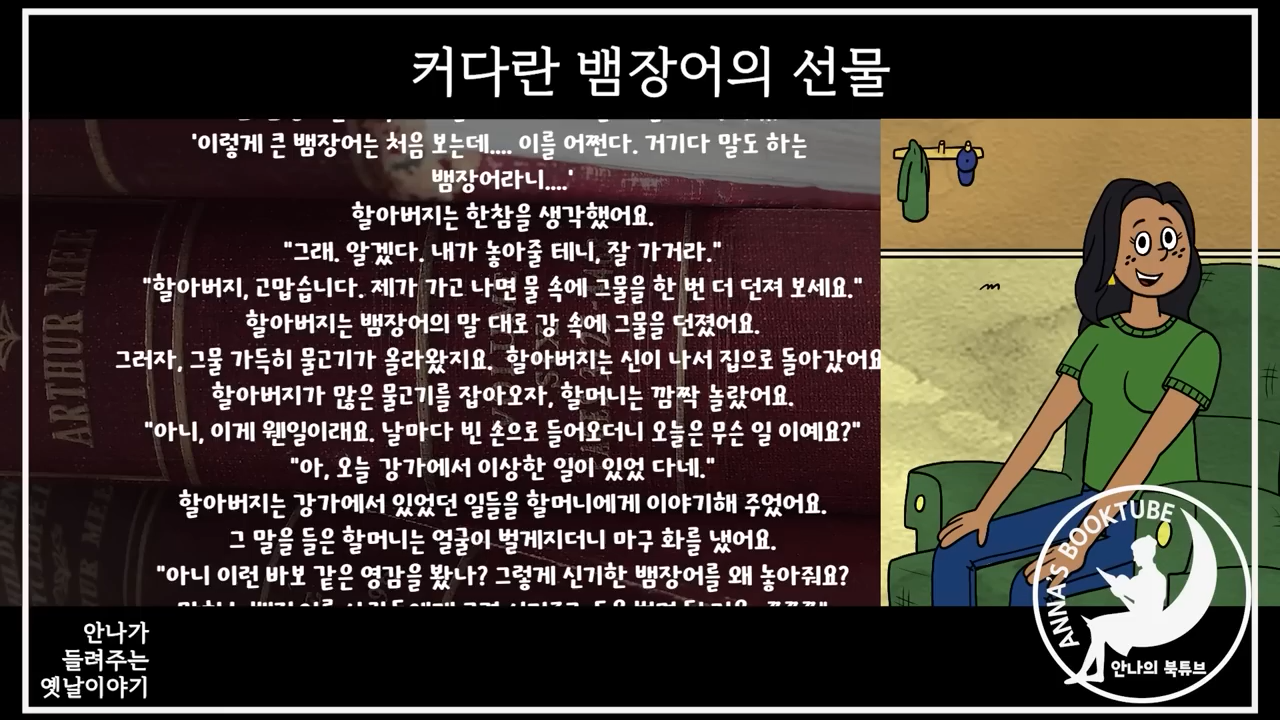 커다란 뱀장어의 선물
'이렇게 큰 뱀장어는 처음 보는데.... 이를 어쩐다. 거기다 말도 하는
뱀장어라니....'
할아버지는 한참을 생각했어요.
"그래. 알겠다. 내가 놓아줄 테니, 잘 가거라."
"할아버지, 고맙습니다. 제가 가고 나면 물 속에 그물을 한 번 더 던져 보세요."
할아버지는 뱀장어의 말 대로 강 속에 그물을 던졌어요.
그러자, 그물 가득히 물고기가 올라왔지요. 할아버지는 신이 나서 집으로 돌아갔어요
할아버지가 많은 물고기를 잡아오자, 할머니는 깜짝 놀랐어요.
"아니, 이게 웬일이래요. 날마다 빈 손으로 들어오더니 오늘은 무슨 일 이예요?"
"아, 오늘 강가에서 이상한 일이 있었 다네."
할아버지는 강가에서 있었던 일들을 할머니에게 이야기해 주었어요.
그 말을 들은 할머니는 얼굴이 벌게지더니 마구 화를 냈어요.
"아니 이런 바보 같은 영감을 봤나? 그렇게 신기한 뱀장어를 왜 놓아줘요?
ARTHUR ME
안나가
들려주는
옛날이야기
ANNA'S BOOKTUBE
안나의 북튜브